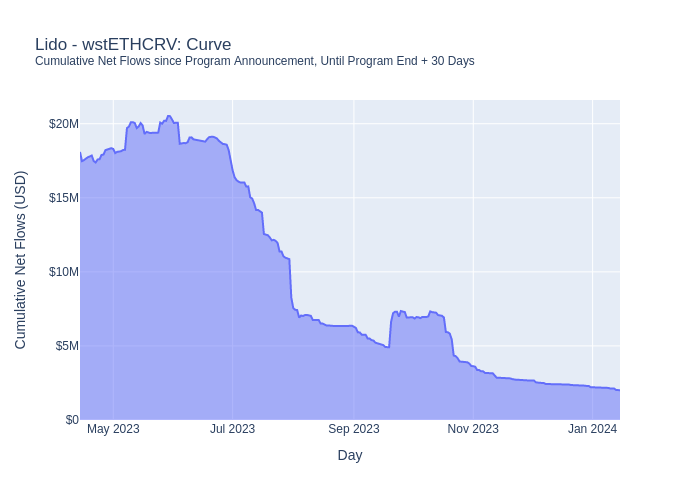 Lido - wstETHCRV: Curve
Cumulative Net Flows since Program Announcement, Until Program End + 30 Days
Cumulative Net Flows (USD)
$20M
$15M
$10M
$5M
$0
May 2023
Jul 2023
Sep 2023
Nov 2023
Jan 2024
Day